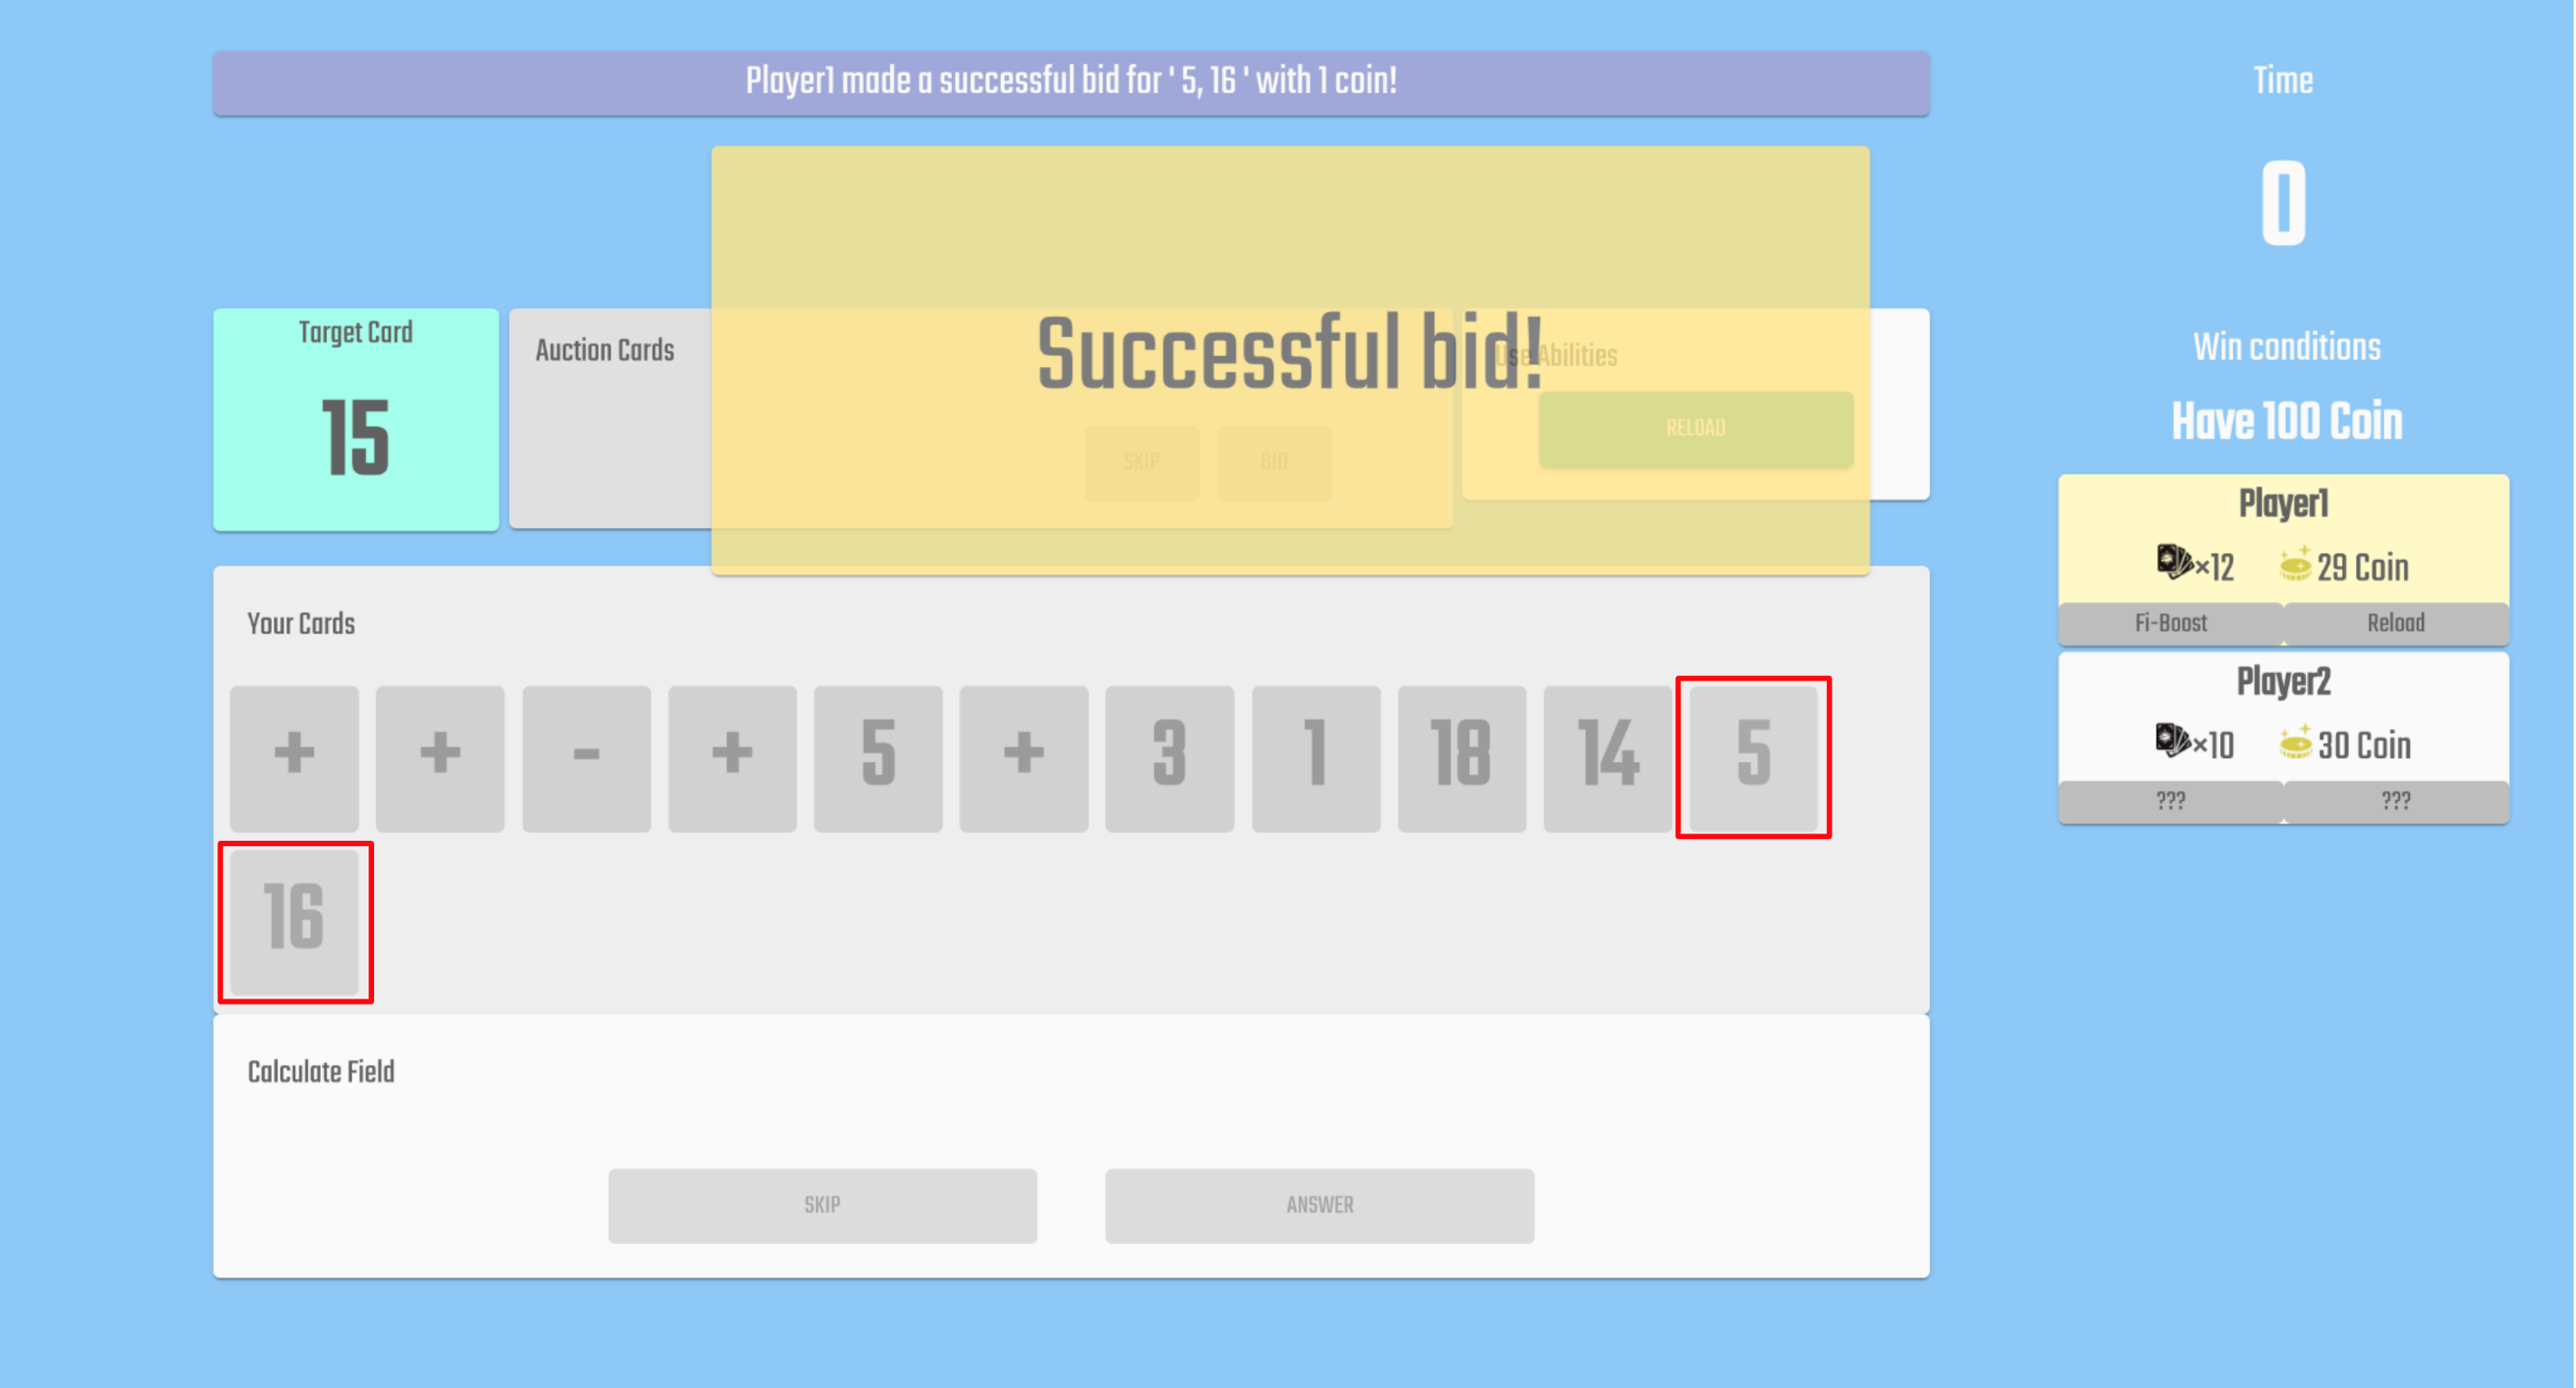 Player1 made a successful bid for ' 5, 16 ' with 1 coin!
Time
0
Successful bid!
Target Card
15
Auction Cards
SKIP
BID
Use Abilities
RELOAD
Win conditions
Have 100 Coin
Player1
×12
29 Coin
Fi-Boost
Reload
Player2
×10
30 Coin
???
???
Your Cards
+ + - + 5 + 3 1 18 14 5
16
Calculate Field
SKIP
ANSWER